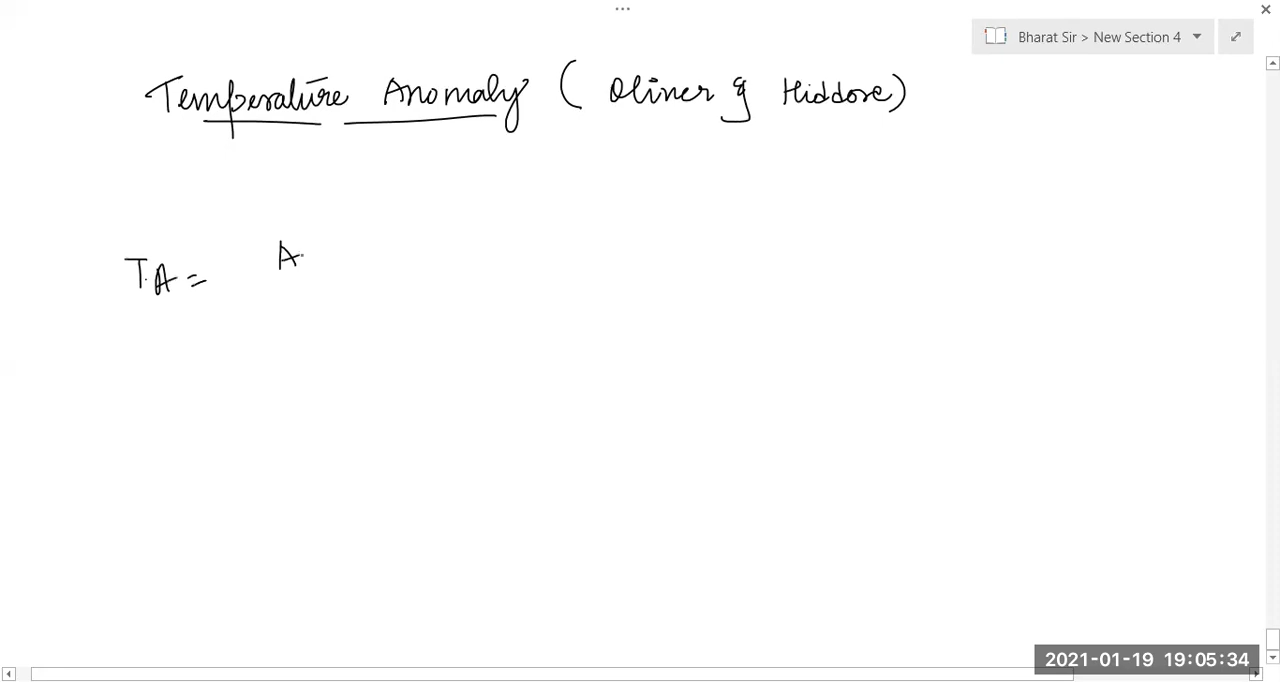 Bharat Sir > New Section 4
Temperature Anomaly (Oliver & Hiddore)
A.
T.A =
2021-01-19 19:05:34